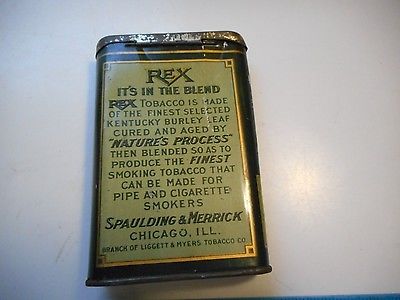 REX
IT'S IN THE BLEND
REX TOBACCO IS MADE
OF THE FINEST SELECTED
KENTUCKY BURLEY LEAF
CURED AND AGED BY
"NATURE'S PROCESS"
THEN BLENDED SO AS TO
PRODUCE THE FINEST
SMOKING TOBACCO THAT
CAN BE MADE FOR
PIPE AND CIGARETTE
SMOKERS
SPAULDING & MERRICK
CHICAGO, ILL.
BRANCH OF LIGGETT & MYERS TOBACCO CO.